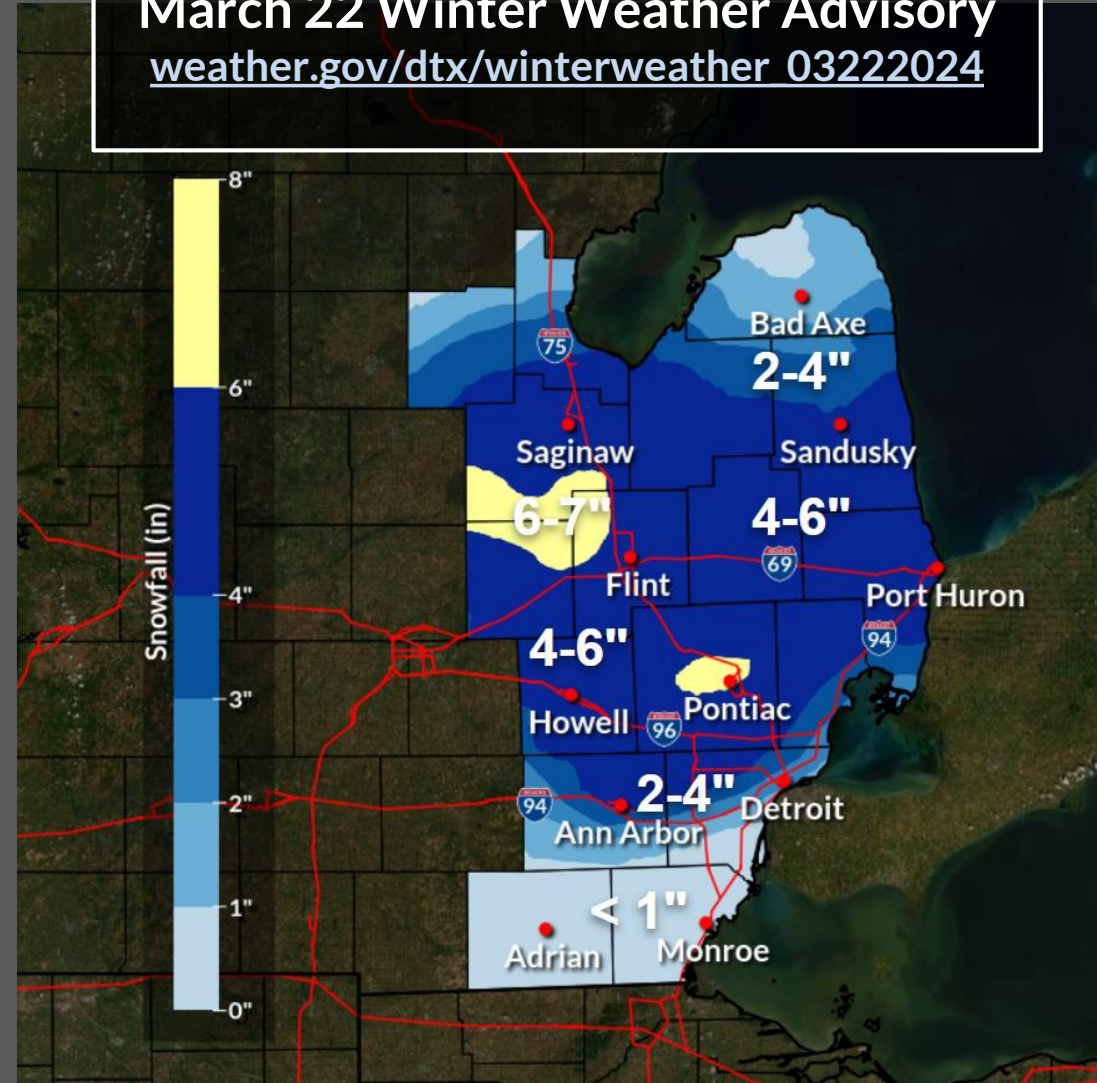 March 22 Winter Weather Advisory
weather.gov/dtx/winterweather_03222024
8"
6"
4"
3"
2"
1"
0"
Snowfall (in)
Bad Axe
2-4"
75
Saginaw
Sandusky
6-7"
4-6"
69
Flint
Port Huron
94
4-6"
Howell
96
Pontiac
94
2-4"
Detroit
Ann Arbor
< 1"
Adrian
Monroe